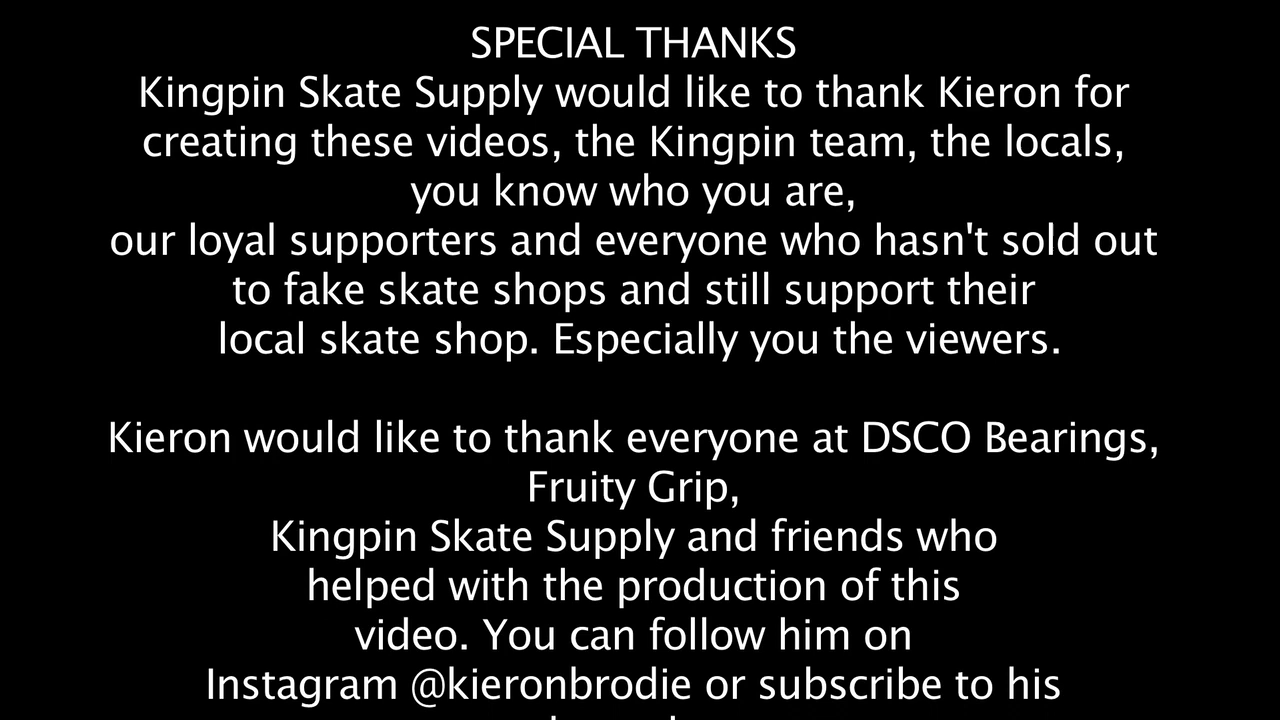 SPECIAL THANKS
Kingpin Skate Supply would like to thank Kieron for
creating these videos, the Kingpin team, the locals,
you know who you are,
our loyal supporters and everyone who hasn't sold out
to fake skate shops and still support their
local skate shop. Especially you the viewers.
Kieron would like to thank everyone at DSCO Bearings,
Fruity Grip,
Kingpin Skate Supply and friends who
helped with the production of this
video. You can follow him on
Instagram @kieronbrodie or subscribe to his